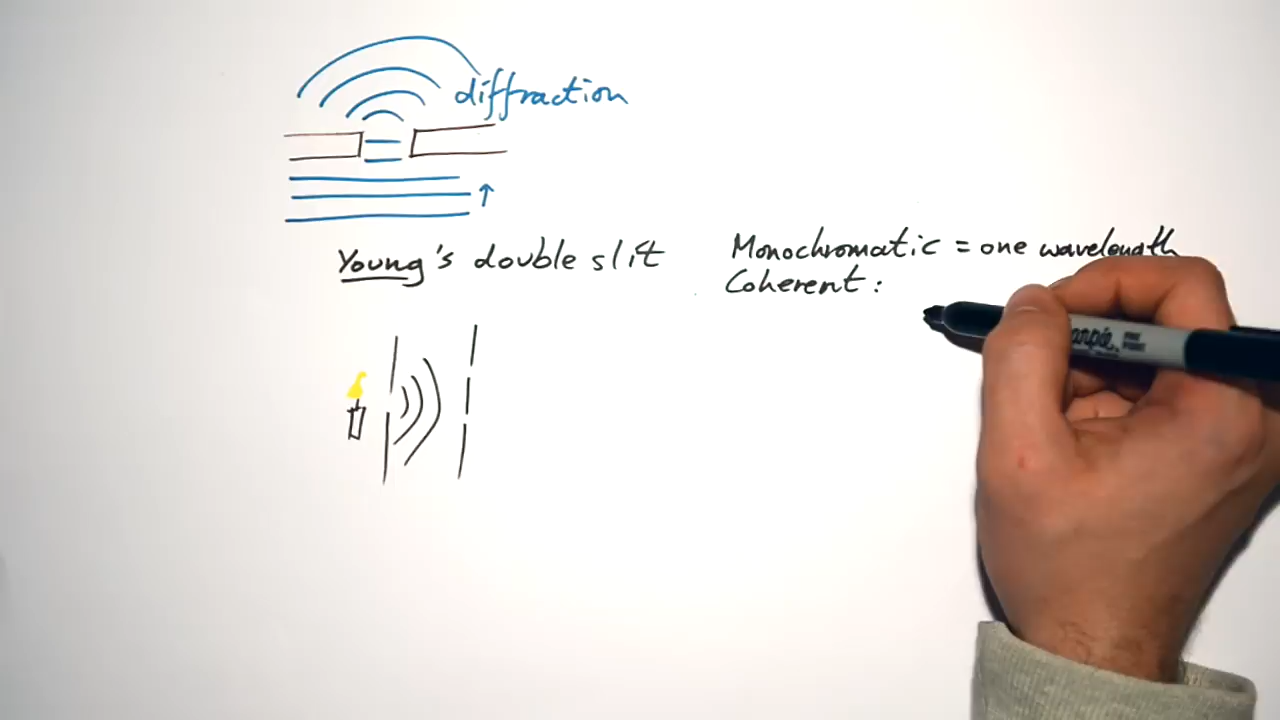 diffraction
Young's double slit
Monochromatic = one wavelength
Coherent: